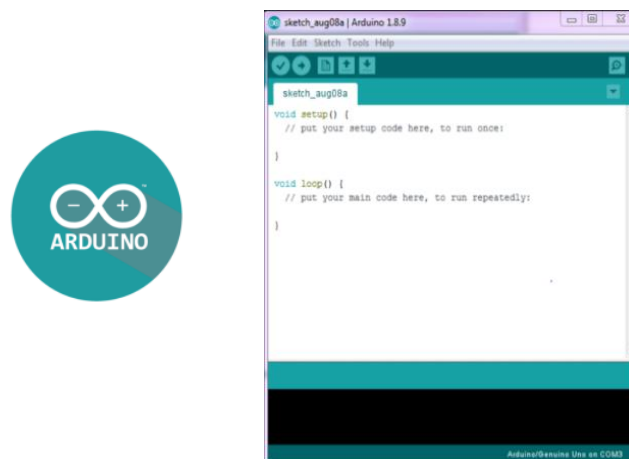 ARDUINO
sketch_aug08a | Arduino 1.8.9
File Edit Sketch Tools Help
sketch_aug08a
void setup() {
// put your setup code here, to run once:
}
void loop() {
// put your main code here, to run repeatedly:
}
Arduino/Genuino Uno on COM3